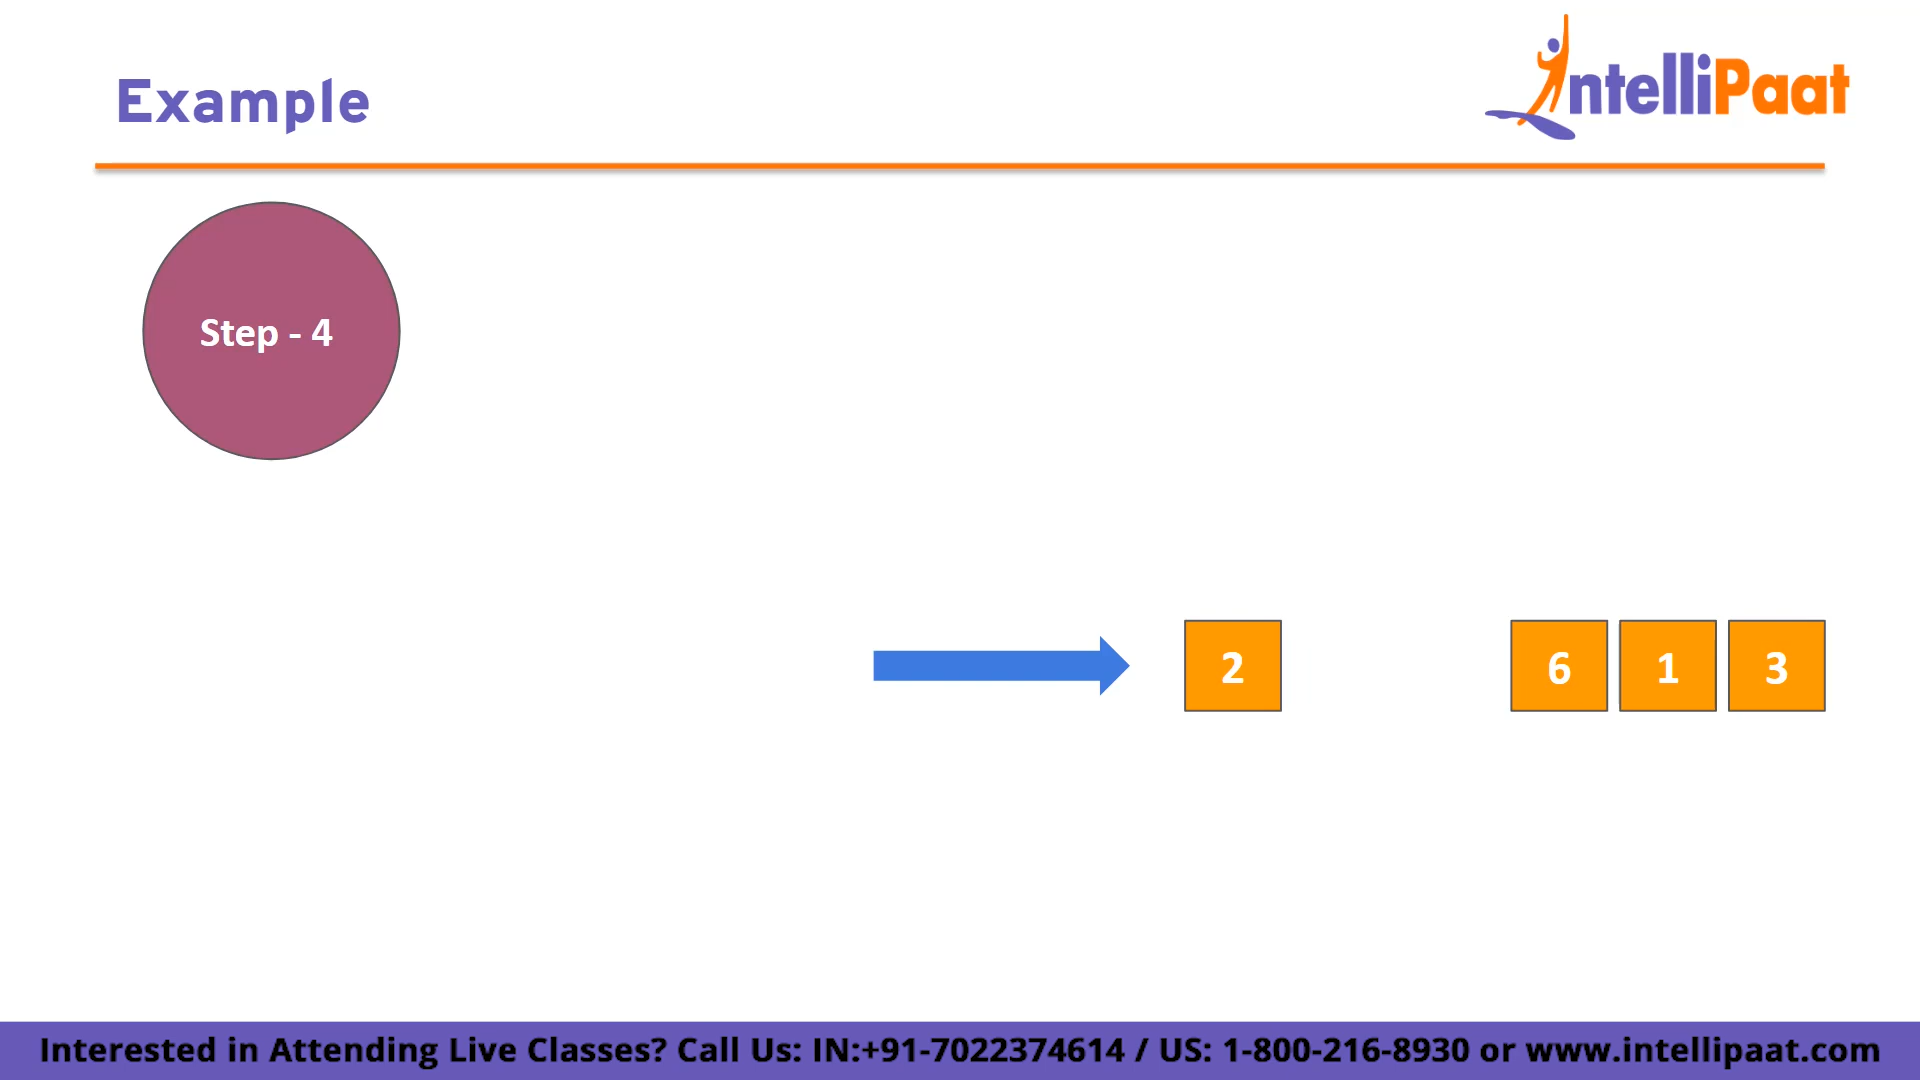 Example
ntelliPaat
Step - 4
2 6 1 3
Interested in Attending Live Classes? Call Us: IN:+91-7022374614 / US: 1-800-216-8930 or www.intellipaat.com